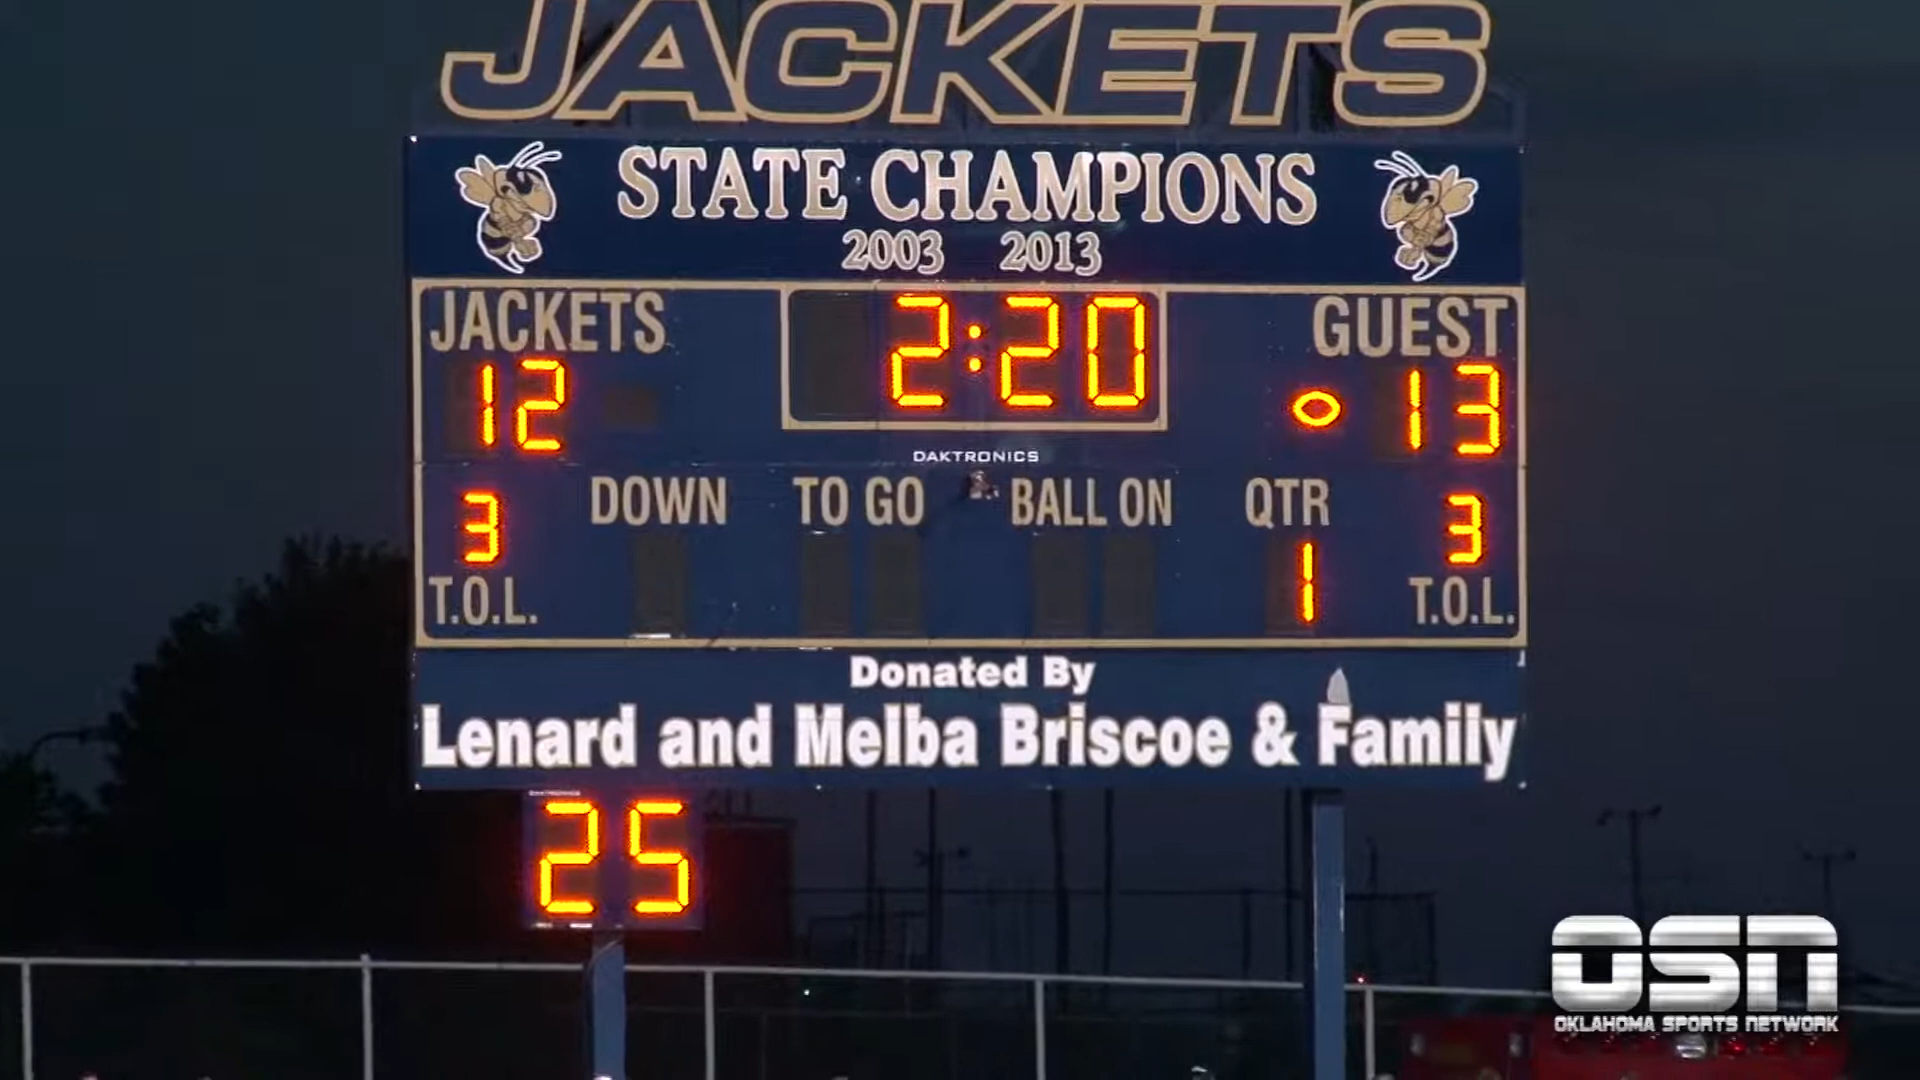 JACKETS
STATE CHAMPIONS
2003 2013
JACKETS 2:20 GUEST
12 13
DAKTRONICS
DOWN TO GO BALL ON QTR
3 1 3
T.O.L. T.O.L.
Donated By
Lenard and Melba Briscoe & Family
DAKTRONICS
25
OSN
OKLAHOMA SPORTS NETWORK